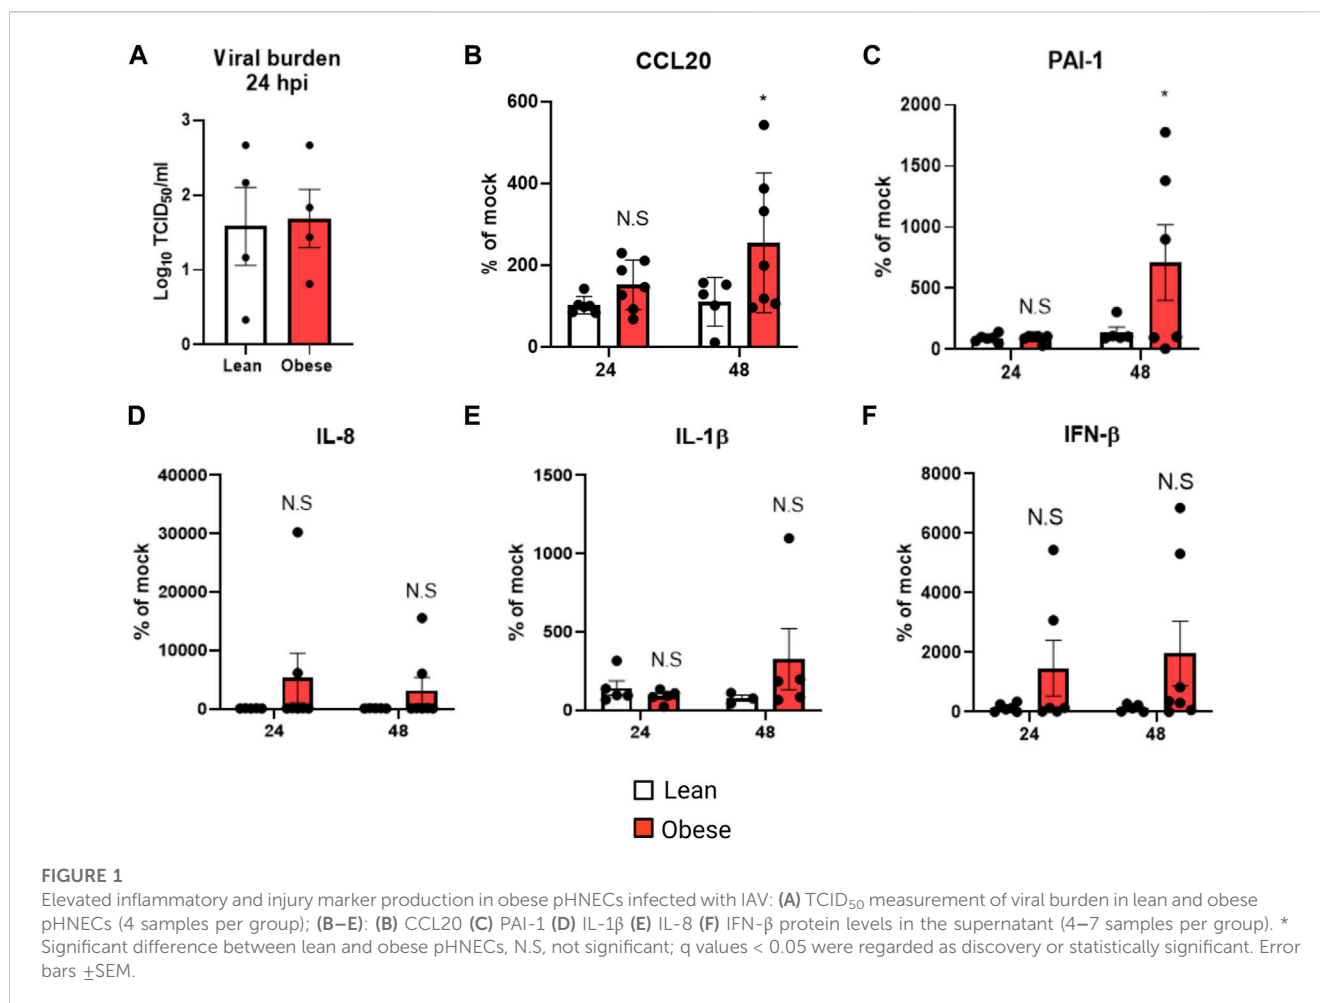 A
Viral burden
24 hpi
Log10 TCID50/ml
3
2
1
0
Lean Obese
B
CCL20
% of mock
600
400
200
0
N.S
*
24 48
C
PAI-1
% of mock
2000
1500
1000
500
0
N.S
*
24 48
D
IL-8
% of mock
40000
30000
20000
10000
0
N.S
N.S
24 48
E
IL-1β
% of mock
1500
1000
500
0
N.S
N.S
24 48
F
IFN-β
% of mock
8000
6000
4000
2000
0
N.S
N.S
24 48
Lean
Obese
FIGURE 1
Elevated inflammatory and injury marker production in obese pHNECs infected with IAV: (A) TCID50 measurement of viral burden in lean and obese
pHNECs (4 samples per group); (B–E): (B) CCL20 (C) PAI-1 (D) IL-1β (E) IL-8 (F) IFN-β protein levels in the supernatant (4–7 samples per group). *
Significant difference between lean and obese pHNECs, N.S, not significant; q values < 0.05 were regarded as discovery or statistically significant. Error
bars ±SEM.